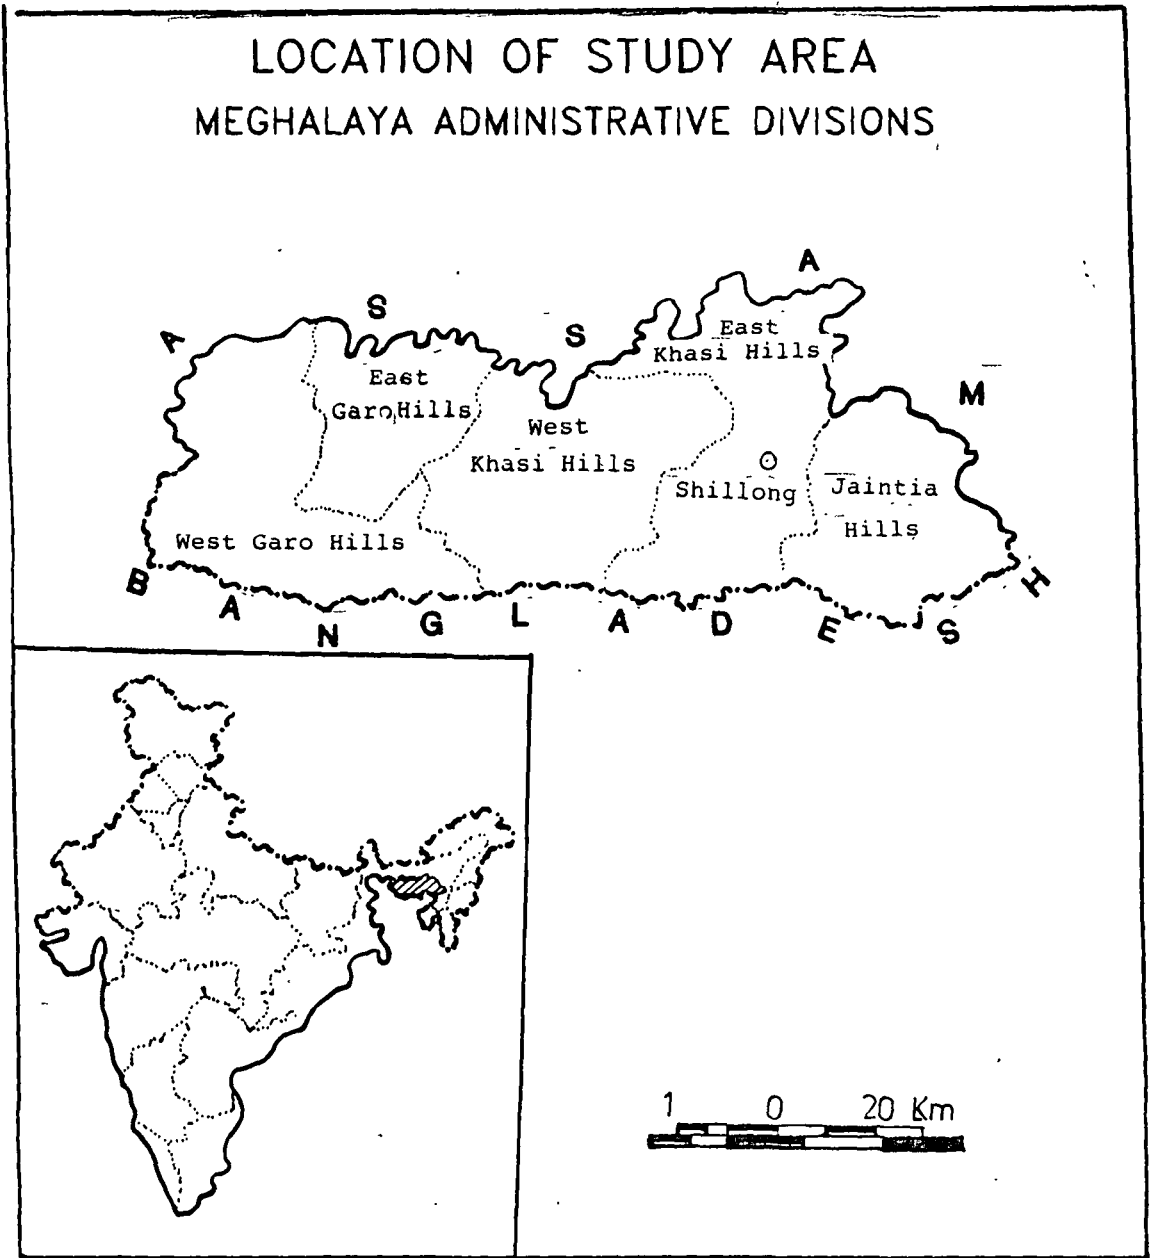 LOCATION OF STUDY AREA
MEGHALAYA ADMINISTRATIVE DIVISIONS
A S S A M
East
Khasi Hills
East
Garo Hills
West
Khasi Hills
Shillong
Jaintia
Hills
West Garo Hills
B A N G L A D E S H
1 0 20 Km